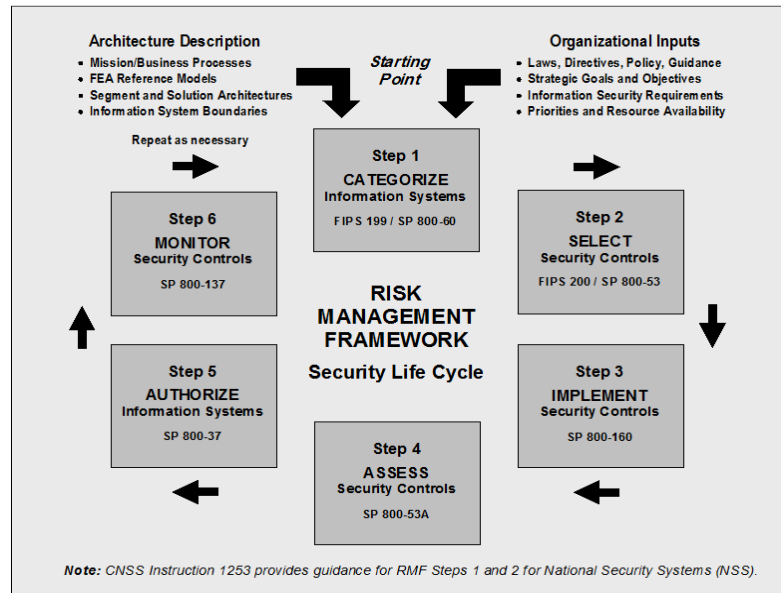 Architecture Description
• Mission/Business Processes
• FEA Reference Models
• Segment and Solution Architectures
• Information System Boundaries
Starting
Point
Organizational Inputs
• Laws, Directives, Policy, Guidance
• Strategic Goals and Objectives
• Information Security Requirements
• Priorities and Resource Availability
Repeat as necessary
Step 1
CATEGORIZE
Information Systems
FIPS 199 / SP 800-60
Step 2
SELECT
Security Controls
FIPS 200 / SP 800-53
Step 3
IMPLEMENT
Security Controls
SP 800-160
Step 4
ASSESS
Security Controls
SP 800-53A
Step 5
AUTHORIZE
Information Systems
SP 800-37
Step 6
MONITOR
Security Controls
SP 800-137
RISK
MANAGEMENT
FRAMEWORK
Security Life Cycle
Note: CNSS Instruction 1253 provides guidance for RMF Steps 1 and 2 for National Security Systems (NSS).